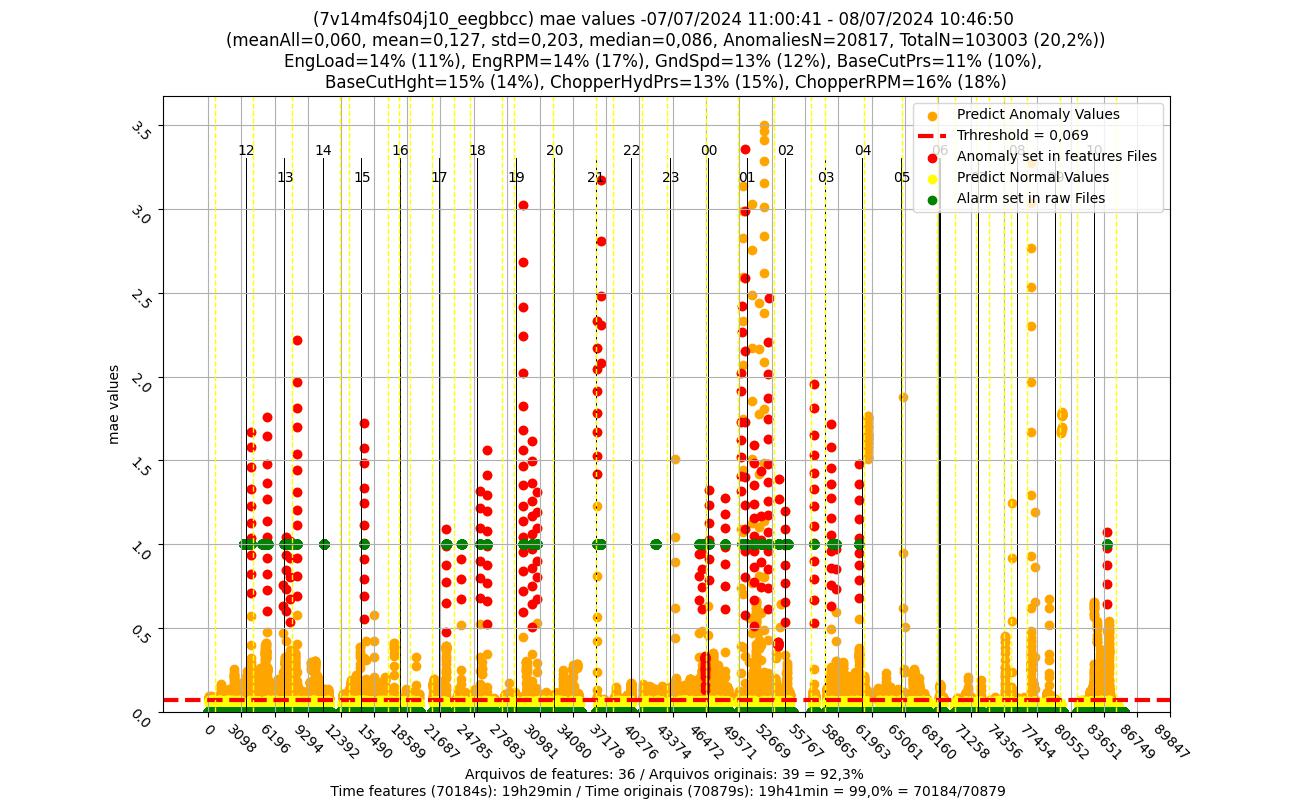 (7v14m4fs04j10_eegbbcc) mae values -07/07/2024 11:00:41 - 08/07/2024 10:46:50
(meanAll=0,060, mean=0,127, std=0,203, median=0,086, AnomaliesN=20817, TotalN=103003 (20,2%))
EngLoad=14% (11%), EngRPM=14% (17%), GndSpd=13% (12%), BaseCutPrs=11% (10%),
BaseCutHght=15% (14%), ChopperHydPrs=13% (15%), ChopperRPM=16% (18%)
Predict Anomaly Values
Trhreshold = 0,069
Anomaly set in features Files
Predict Normal Values
Alarm set in raw Files
12 14 16 18 20 22 00 02 04 06 08 10
13 15 17 19 21 23 01 03 05 09
mae values
3.5
3.0
2.5
2.0
1.5
1.0
0.5
0.0
0 3098 6196 9294 12392 15490 18589 21687 24785 27883 30981 34080 37178 40276 43374 46472 49571 52669 55767 58865 61963 65061 68160 71258 74356 77454 80552 83651 86749 89847
Arquivos de features: 36 / Arquivos originais: 39 = 92,3%
Time features (70184s): 19h29min / Time originais (70879s): 19h41min = 99,0% = 70184/70879